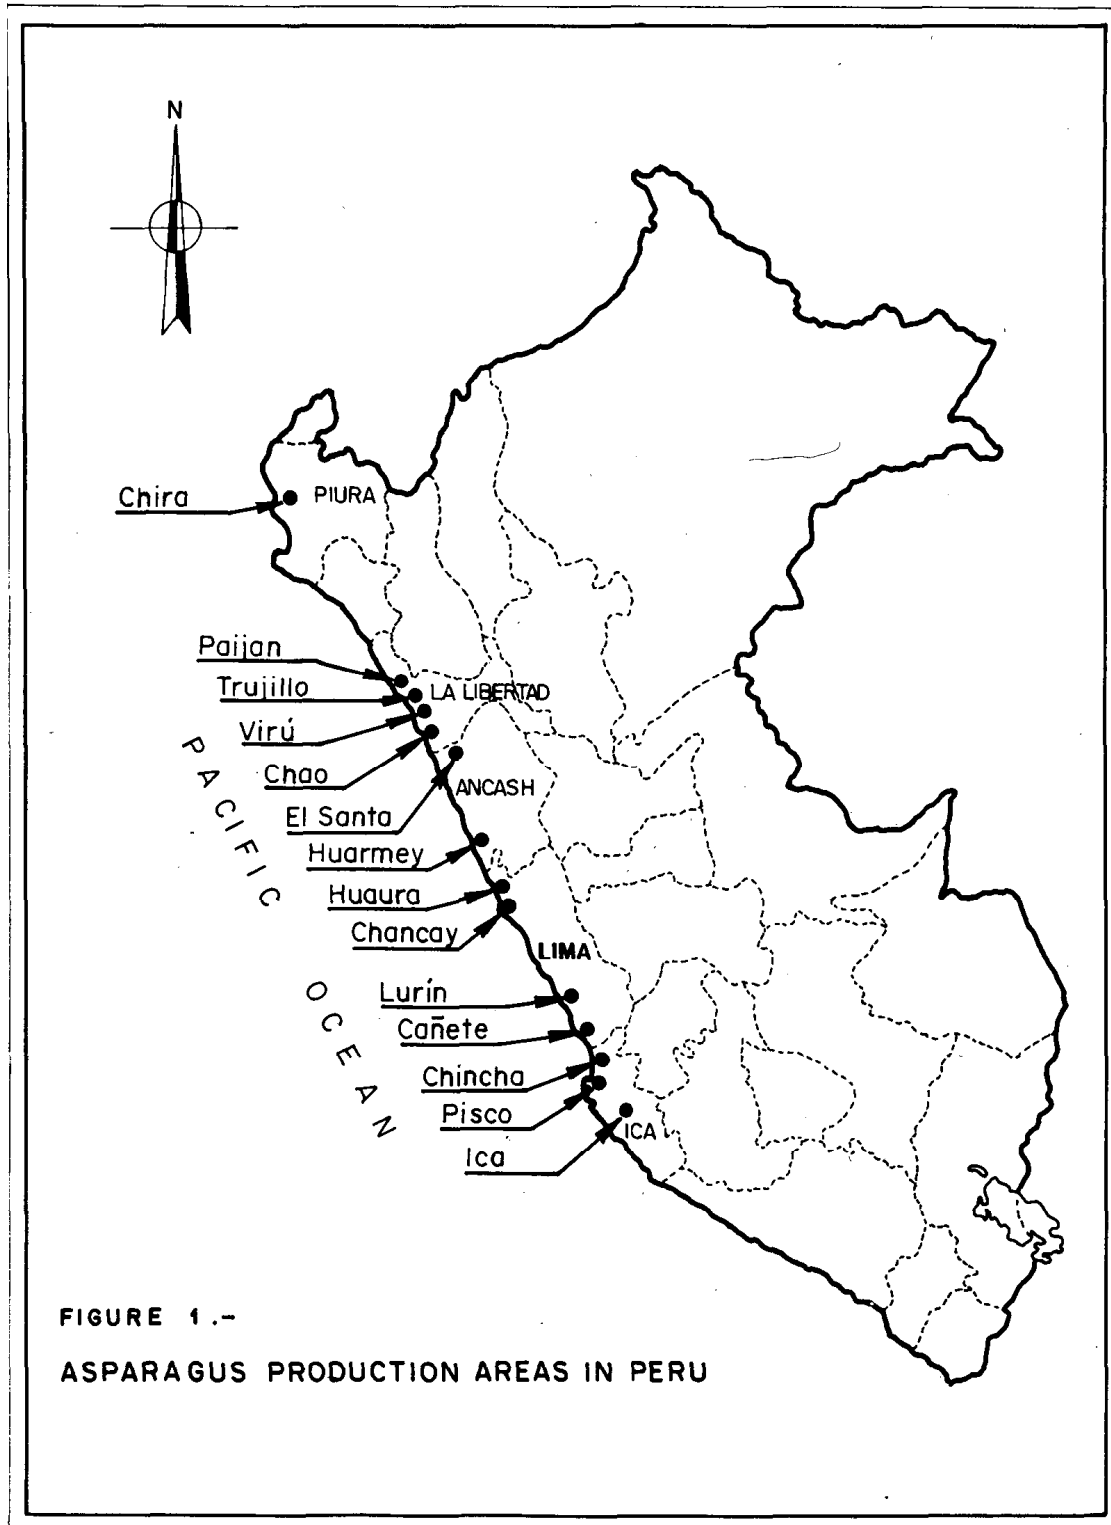 N
Chira
PIURA
Paijan
Trujillo
LA LIBERTAD
Virú
Chao
El Santa
ANCASH
Huarmey
Huaura
Chancay
LIMA
Lurín
Cañete
Chincha
Pisco
Ica
ICA
PACIFIC
OCEAN
FIGURE 1.-
ASPARAGUS PRODUCTION AREAS IN PERU